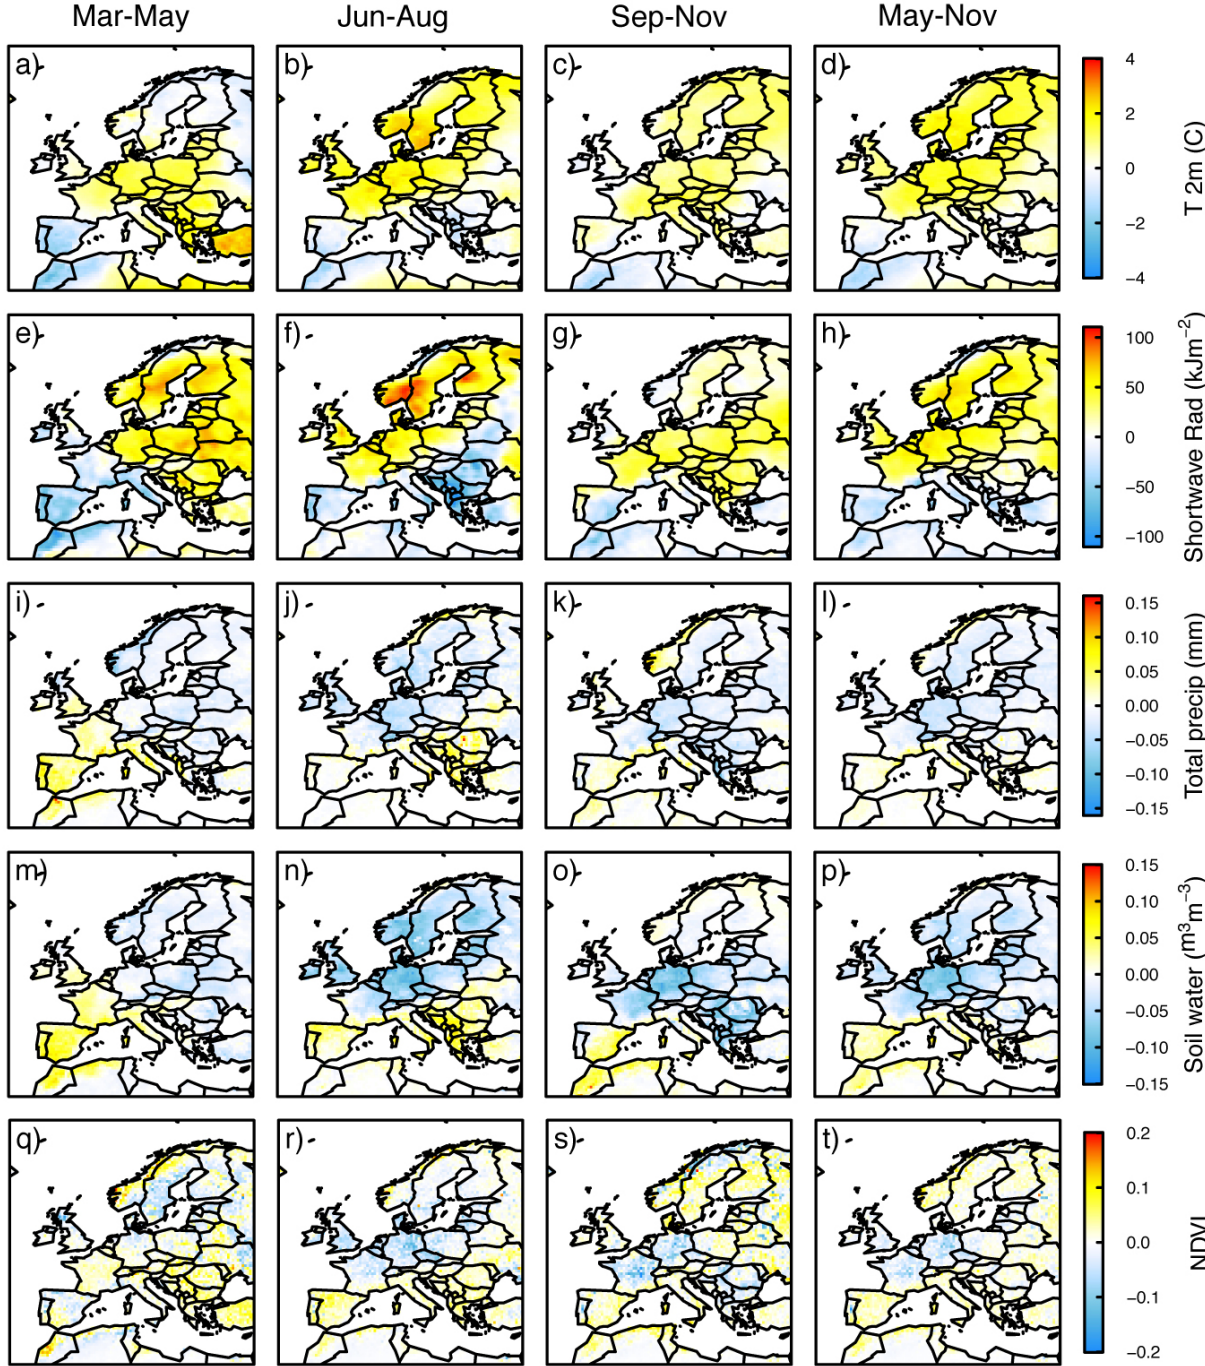 Mar-May Jun-Aug Sep-Nov May-Nov
a) b) c) d)
4
2
0
−2
−4
T 2m (C)
e) f) g) h)
100
50
0
−50
−100
Shortwave Rad (kJm⁻²)
i) j) k) l)
0.15
0.10
0.05
0.00
−0.05
−0.10
−0.15
Total precip (mm)
m) n) o) p)
0.15
0.10
0.05
0.00
−0.05
−0.10
−0.15
Soil water (m³m⁻³)
q) r) s) t)
0.2
0.1
0.0
−0.1
−0.2
NDVI